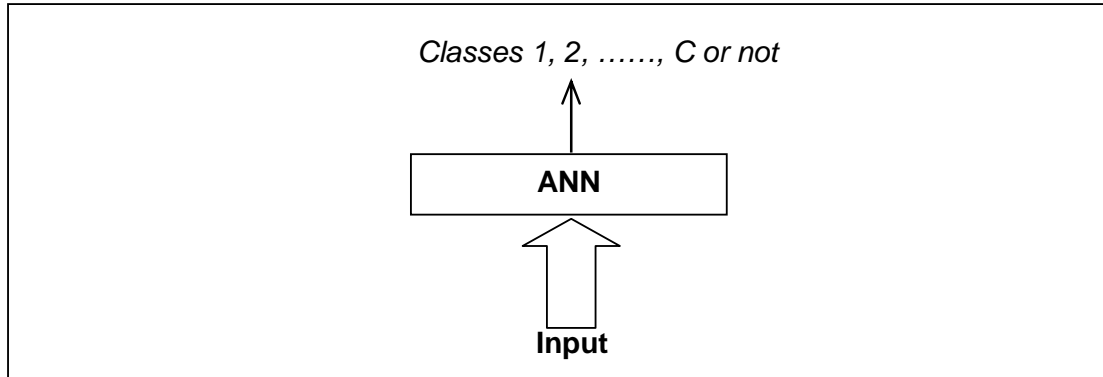 Classes 1, 2, ……, C or not
ANN
Input